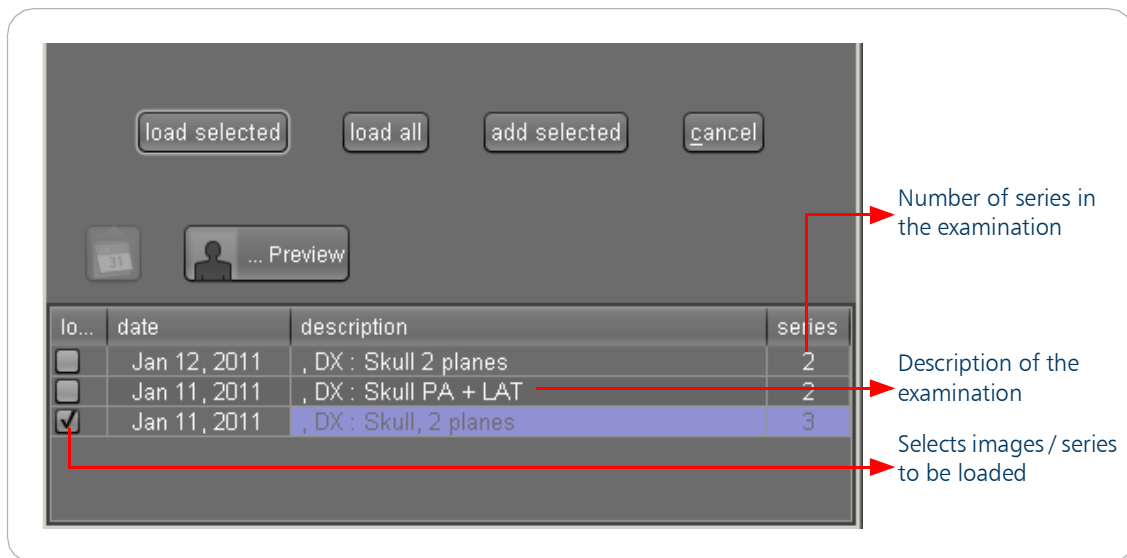 load selected load all add selected cancel
Number of series in
the examination
31 ... Preview
lo... date description series
Jan 12, 2011 , DX : Skull 2 planes 2
Jan 11, 2011 , DX : Skull PA + LAT 2
Jan 11, 2011 , DX : Skull, 2 planes 3
Description of the
examination
Selects images / series
to be loaded